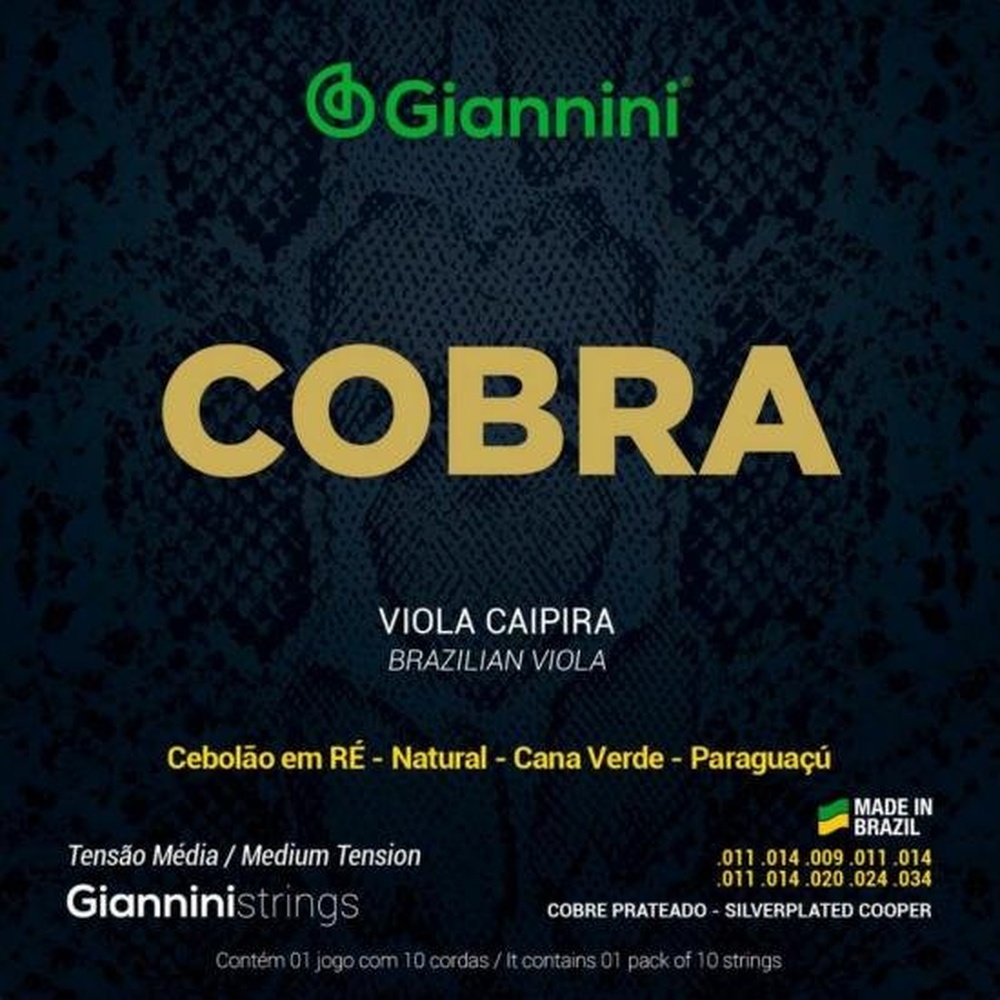 Giannini
COBRA
VIOLA CAIPIRA
BRAZILIAN VIOLA
Cebolão em RÉ - Natural - Cana Verde - Paraguaçú
MADE IN
BRAZIL
Tensão Média / Medium Tension
.011 .014 .009 .011 .014
.011 .014 .020 .024 .034
Gianninistrings
COBRE PRATEADO - SILVERPLATED COOPER
Contém 01 jogo com 10 cordas / It contains 01 pack of 10 strings